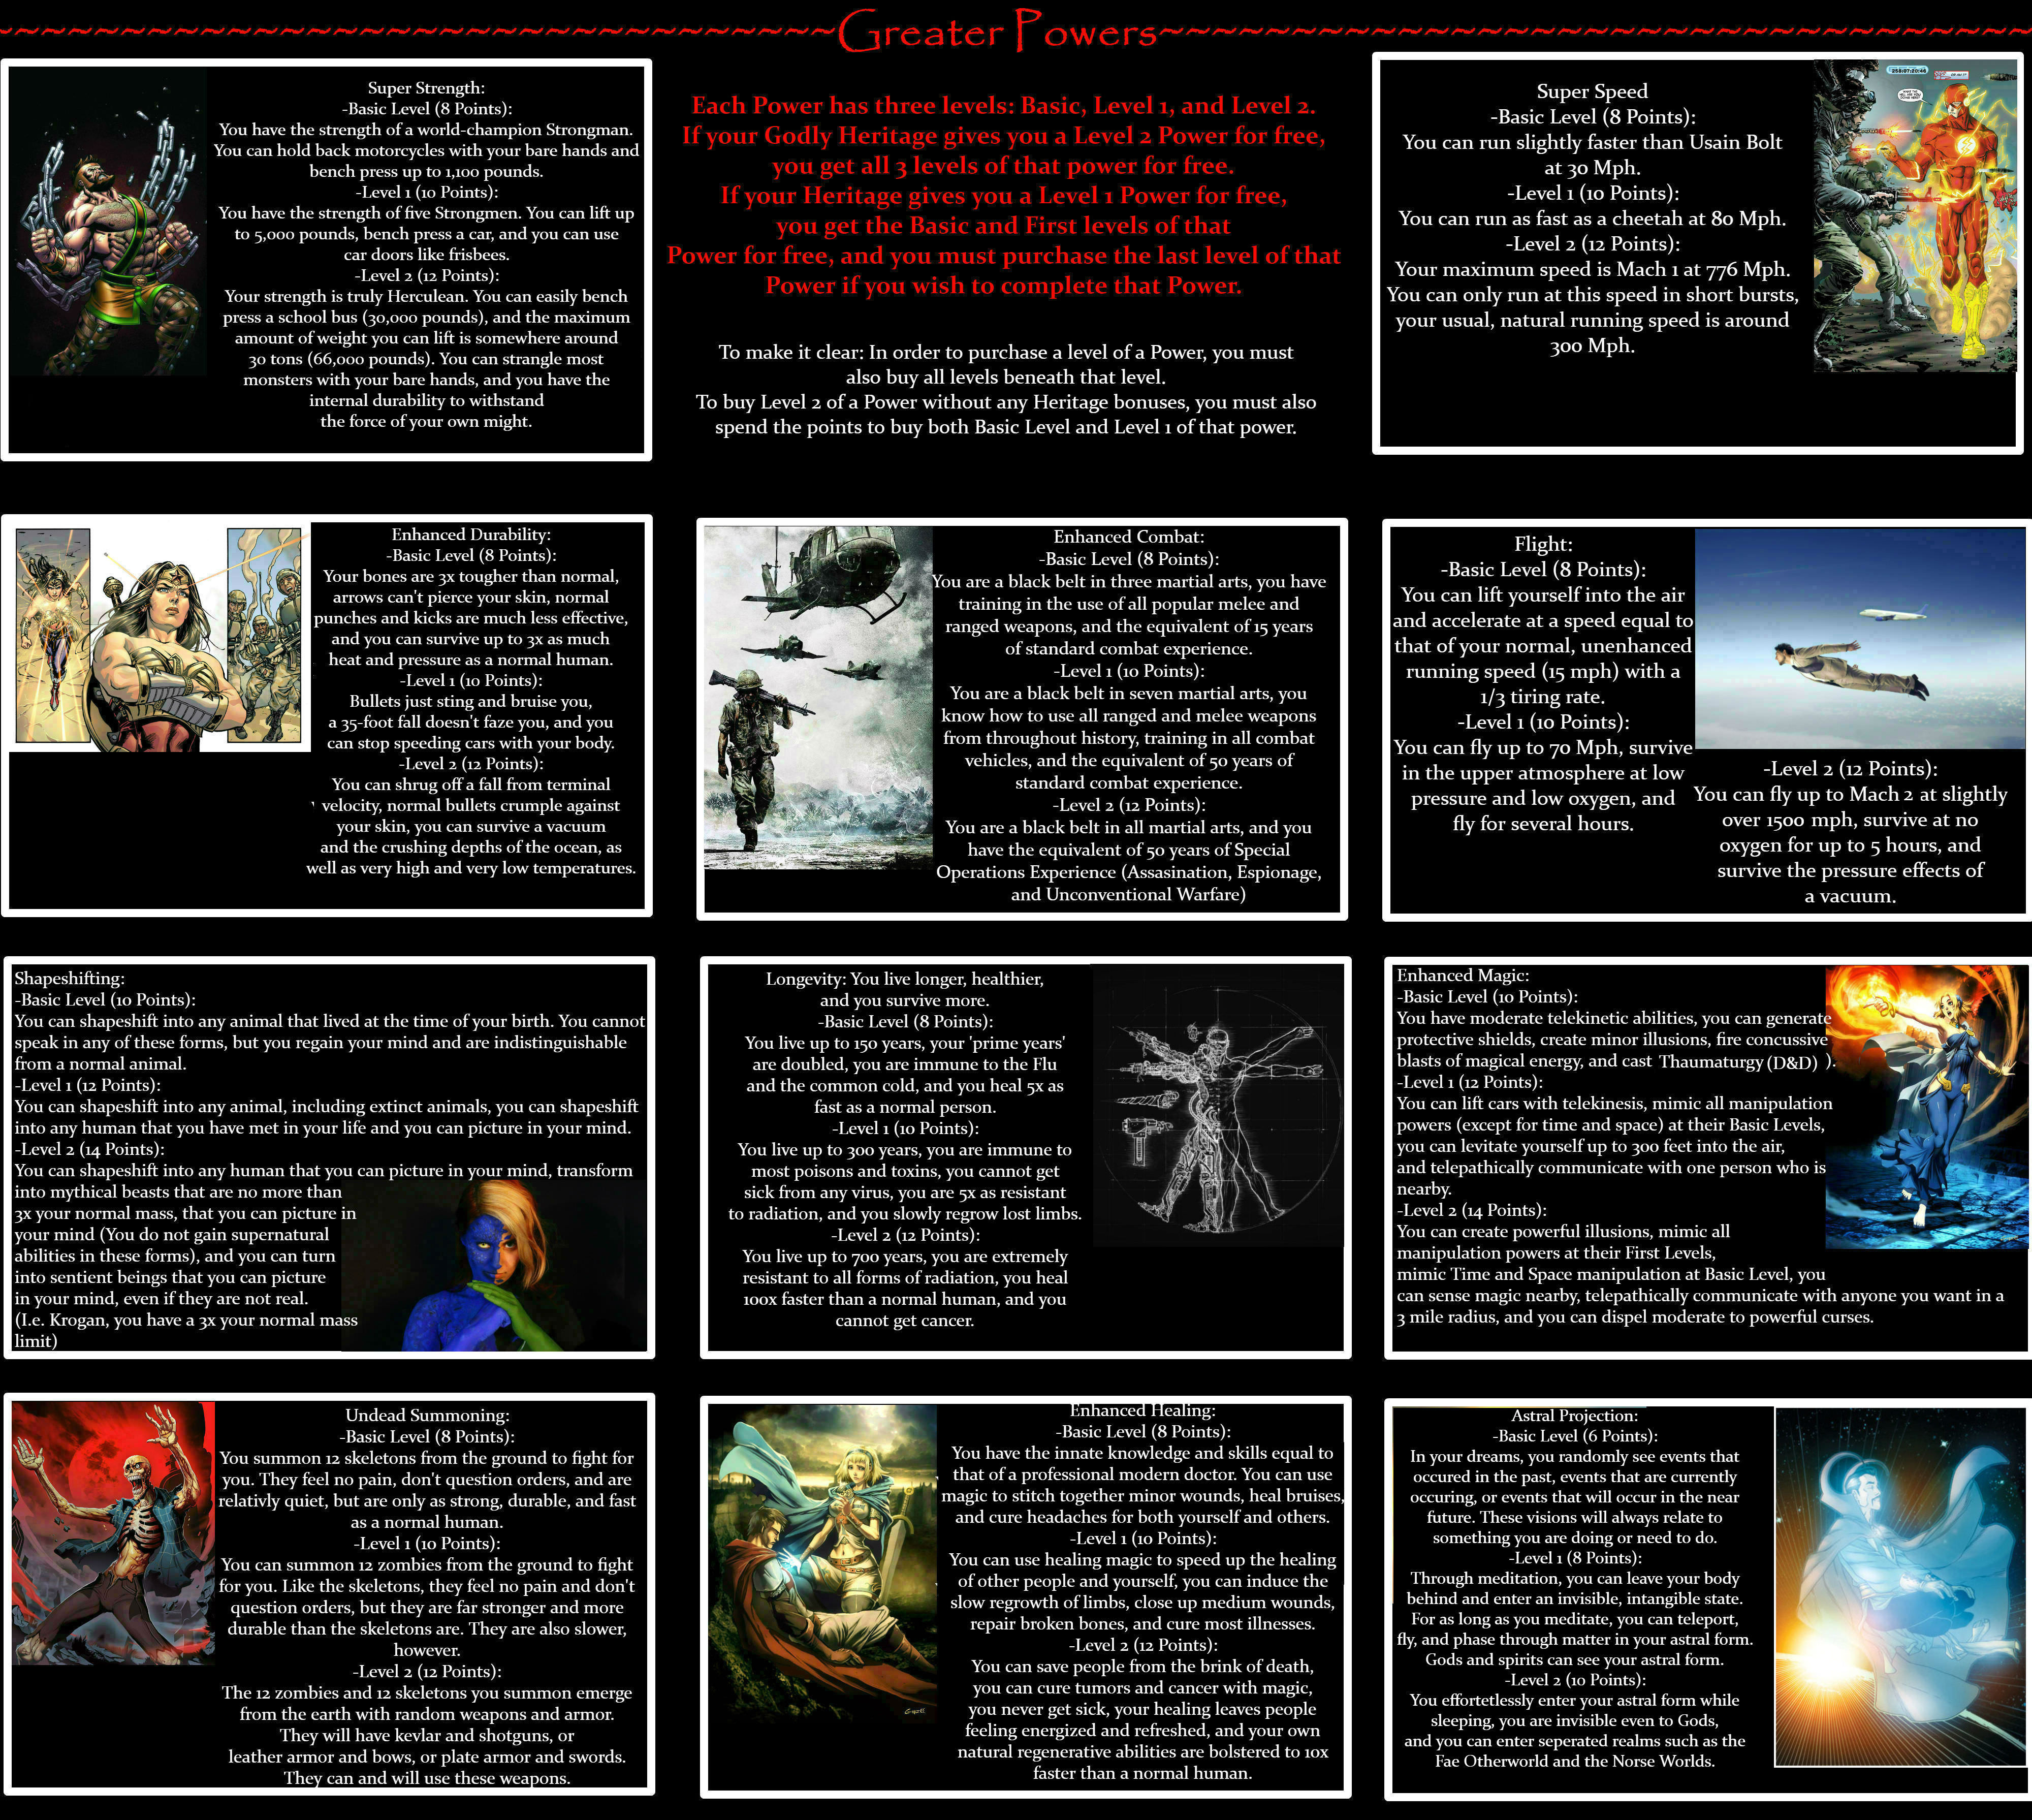 ~~~~~~~~~~~~~~~~~~~~~~~~~~~~~~~~Greater Powers~~~~~~~~~~~~~~~~~~~~~~~~~~~~~~~~~
Super Strength:
-Basic Level (8 Points):
You have the strength of a world-champion Strongman.
You can hold back motorcycles with your bare hands and
bench press up to 1,100 pounds.
-Level 1 (10 Points):
You have the strength of five Strongmen. You can lift up
to 5,000 pounds, bench press a car, and you can use
car doors like frisbees.
-Level 2 (12 Points):
Your strength is truly Herculean. You can easily bench
press a school bus (30,000 pounds), and the maximum
amount of weight you can lift is somewhere around
30 tons (66,000 pounds). You can strangle most
monsters with your bare hands, and you have the
internal durability to withstand
the force of your own might.
Each Power has three levels: Basic, Level 1, and Level 2.
If your Godly Heritage gives you a Level 2 Power for free,
you get all 3 levels of that power for free.
If your Heritage gives you a Level 1 Power for free,
you get the Basic and First levels of that
Power for free, and you must purchase the last level of that
Power if you wish to complete that Power.
To make it clear: In order to purchase a level of a Power, you must
also buy all levels beneath that level.
To buy Level 2 of a Power without any Heritage bonuses, you must also
spend the points to buy both Basic Level and Level 1 of that power.
Super Speed
-Basic Level (8 Points):
You can run slightly faster than Usain Bolt
at 30 Mph.
-Level 1 (10 Points):
You can run as fast as a cheetah at 80 Mph.
-Level 2 (12 Points):
Your maximum speed is Mach 1 at 776 Mph.
You can only run at this speed in short bursts,
your usual, natural running speed is around
300 Mph.
Enhanced Durability:
-Basic Level (8 Points):
Your bones are 3x tougher than normal,
arrows can't pierce your skin, normal
punches and kicks are much less effective,
and you can survive up to 3x as much
heat and pressure as a normal human.
-Level 1 (10 Points):
Bullets just sting and bruise you,
a 35-foot fall doesn't faze you, and you
can stop speeding cars with your body.
-Level 2 (12 Points):
You can shrug off a fall from terminal
velocity, normal bullets crumple against
your skin, you can survive a vacuum
and the crushing depths of the ocean, as
well as very high and very low temperatures.
Enhanced Combat:
-Basic Level (8 Points):
You are a black belt in three martial arts, you have
training in the use of all popular melee and
ranged weapons, and the equivalent of 15 years
of standard combat experience.
-Level 1 (10 Points):
You are a black belt in seven martial arts, you
know how to use all ranged and melee weapons
from throughout history, training in all combat
vehicles, and the equivalent of 50 years of
standard combat experience.
-Level 2 (12 Points):
You are a black belt in all martial arts, and you
have the equivalent of 50 years of Special
Operations Experience (Assasination, Espionage,
and Unconventional Warfare)
Flight:
-Basic Level (8 Points):
You can lift yourself into the air
and accelerate at a speed equal to
that of your normal, unenhanced
running speed (15 mph) with a
1/3 tiring rate.
-Level 1 (10 Points):
You can fly up to 70 Mph, survive
in the upper atmosphere at low
pressure and low oxygen, and
fly for several hours.
-Level 2 (12 Points):
You can fly up to Mach 2 at slightly
over 1500 mph, survive at no
oxygen for up to 5 hours, and
survive the pressure effects of
a vacuum.
Shapeshifting:
-Basic Level (10 Points):
You can shapeshift into any animal that lived at the time of your birth. You cannot
speak in any of these forms, but you regain your mind and are indistinguishable
from a normal animal.
-Level 1 (12 Points):
You can shapeshift into any animal, including extinct animals, you can shapeshift
into any human that you have met in your life and you can picture in your mind.
-Level 2 (14 Points):
You can shapeshift into any human that you can picture in your mind, transform
into mythical beasts that are no more than
3x your normal mass, that you can picture in
your mind (You do not gain supernatural
abilities in these forms), and you can turn
into sentient beings that you can picture
in your mind, even if they are not real.
(I.e. Krogan, you have a 3x your normal mass
limit)
Longevity: You live longer, healthier,
and you survive more.
-Basic Level (8 Points):
You live up to 150 years, your 'prime years'
are doubled, you are immune to the Flu
and the common cold, and you heal 5x as
fast as a normal person.
-Level 1 (10 Points):
You live up to 300 years, you are immune to
most poisons and toxins, you cannot get
sick from any virus, you are 5x as resistant
to radiation, and you slowly regrow lost limbs.
-Level 2 (12 Points):
You live up to 700 years, you are extremely
resistant to all forms of radiation, you heal
100x faster than a normal human, and you
cannot get cancer.
Enhanced Magic:
-Basic Level (10 Points):
You have moderate telekinetic abilities, you can generate
protective shields, create minor illusions, fire concussive
blasts of magical energy, and cast Thaumaturgy (D&D) ).
-Level 1 (12 Points):
You can lift cars with telekinesis, mimic all manipulation
powers (except for time and space) at their Basic Levels,
you can levitate yourself up to 300 feet into the air,
and telepathically communicate with one person who is
nearby.
-Level 2 (14 Points):
You can create powerful illusions, mimic all
manipulation powers at their First Levels,
mimic Time and Space manipulation at Basic Level, you
can sense magic nearby, telepathically communicate with anyone you want in a
3 mile radius, and you can dispel moderate to powerful curses.
Undead Summoning:
-Basic Level (8 Points):
You summon 12 skeletons from the ground to fight for
you. They feel no pain, don't question orders, and are
relativly quiet, but are only as strong, durable, and fast
as a normal human.
-Level 1 (10 Points):
You can summon 12 zombies from the ground to fight
for you. Like the skeletons, they feel no pain and don't
question orders, but they are far stronger and more
durable than the skeletons are. They are also slower,
however.
-Level 2 (12 Points):
The 12 zombies and 12 skeletons you summon emerge
from the earth with random weapons and armor.
They will have kevlar and shotguns, or
leather armor and bows, or plate armor and swords.
They can and will use these weapons.
Enhanced Healing:
-Basic Level (8 Points):
You have the innate knowledge and skills equal to
that of a professional modern doctor. You can use
magic to stitch together minor wounds, heal bruises,
and cure headaches for both yourself and others.
-Level 1 (10 Points):
You can use healing magic to speed up the healing
of other people and yourself, you can induce the
slow regrowth of limbs, close up medium wounds,
repair broken bones, and cure most illnesses.
-Level 2 (12 Points):
You can save people from the brink of death,
you can cure tumors and cancer with magic,
you never get sick, your healing leaves people
feeling energized and refreshed, and your own
natural regenerative abilities are bolstered to 10x
faster than a normal human.
Astral Projection:
-Basic Level (6 Points):
In your dreams, you randomly see events that
occured in the past, events that are currently
occuring, or events that will occur in the near
future. These visions will always relate to
something you are doing or need to do.
-Level 1 (8 Points):
Through meditation, you can leave your body
behind and enter an invisible, intangible state.
For as long as you meditate, you can teleport,
fly, and phase through matter in your astral form.
Gods and spirits can see your astral form.
-Level 2 (10 Points):
You effortetlessly enter your astral form while
sleeping, you are invisible even to Gods,
and you can enter seperated realms such as the
Fae Otherworld and the Norse Worlds.